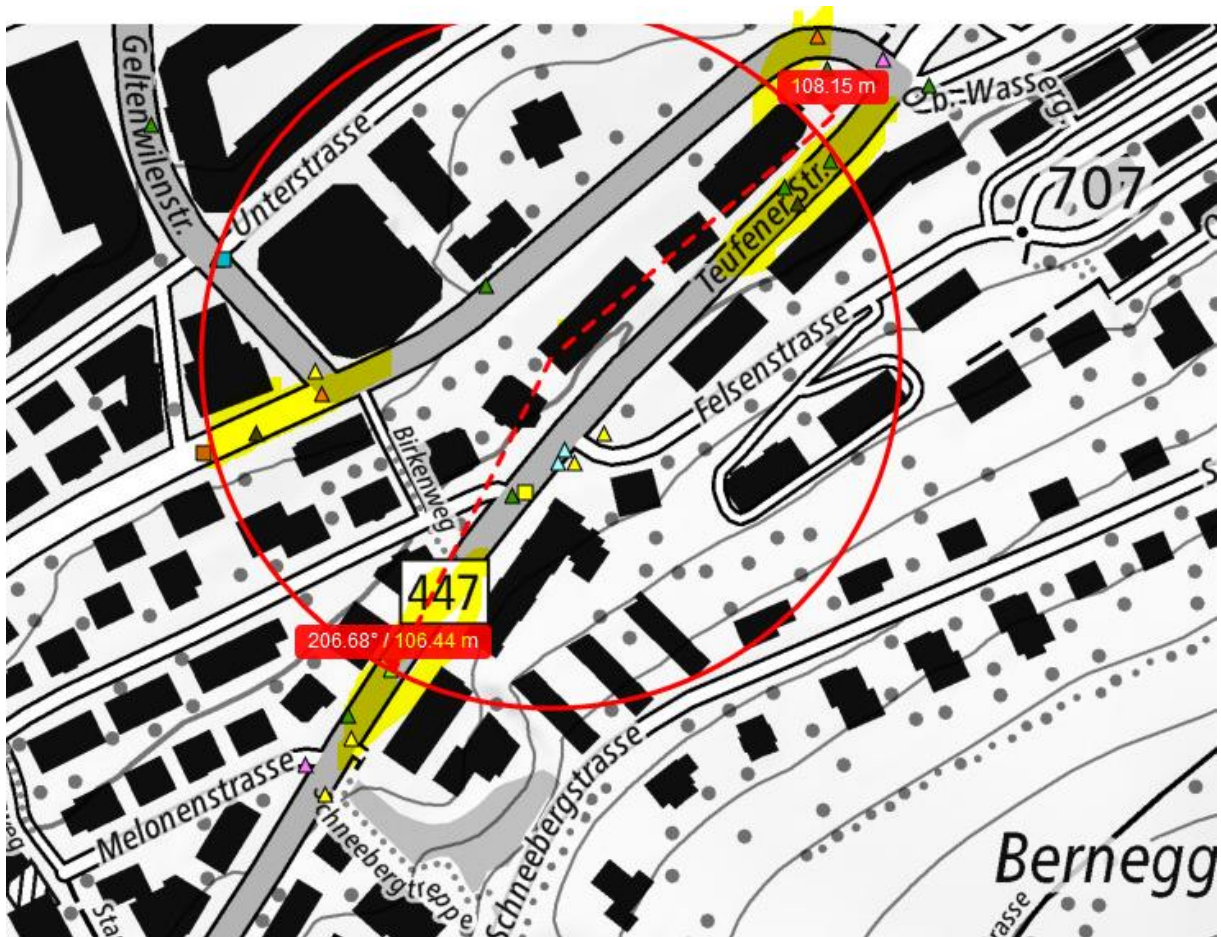 Geltenwilenstr.
Unterstrasse
108.15 m
Ob.-Wasserg.
707
Teufener Str.
Felsenstrasse
Birkenweg
447
206.68° / 106.44 m
Melonenstrasse
Schneebergtreppe
Schneebergstrasse
Bernegg